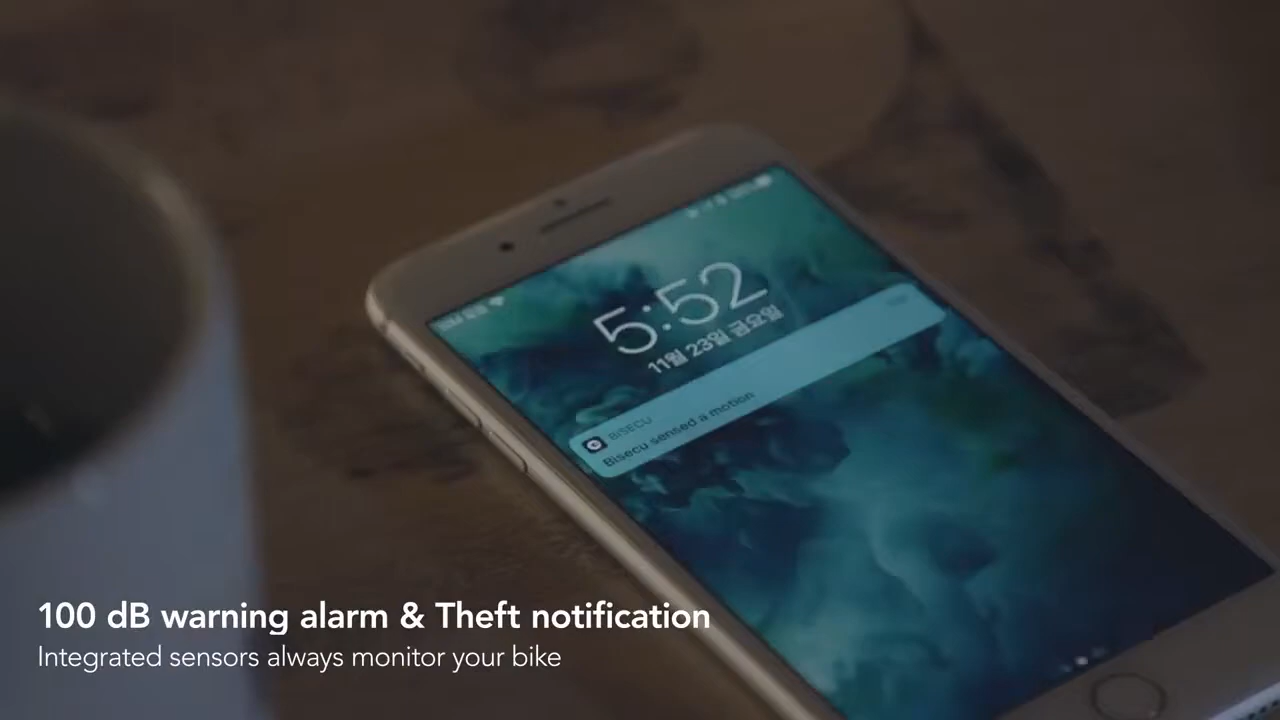 5:52
11월 23일 금요일
BISECU
Bisecu sensed a motion
100 dB warning alarm & Theft notification
Integrated sensors always monitor your bike